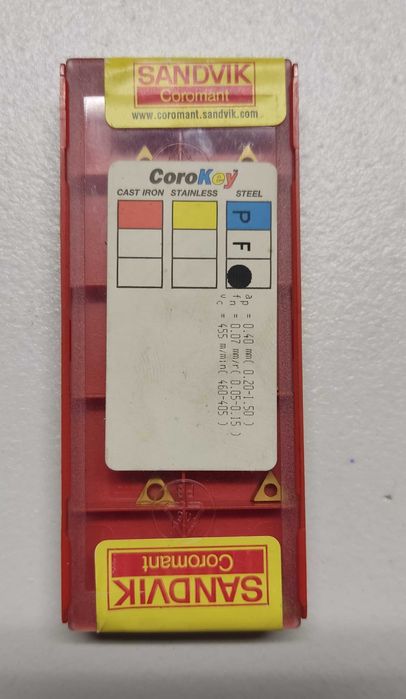 SANDVIK
Coromant
www.coromant.sandvik.com
CoroKey
CAST IRON STAINLESS STEEL
P
F
ap = 0.40 mm( 0.20-1.50 )
fn = 0.07 mm/r( 0.05-0.15 )
vc = 455 m/min( 460-405 )
SANDVIK
Coromant